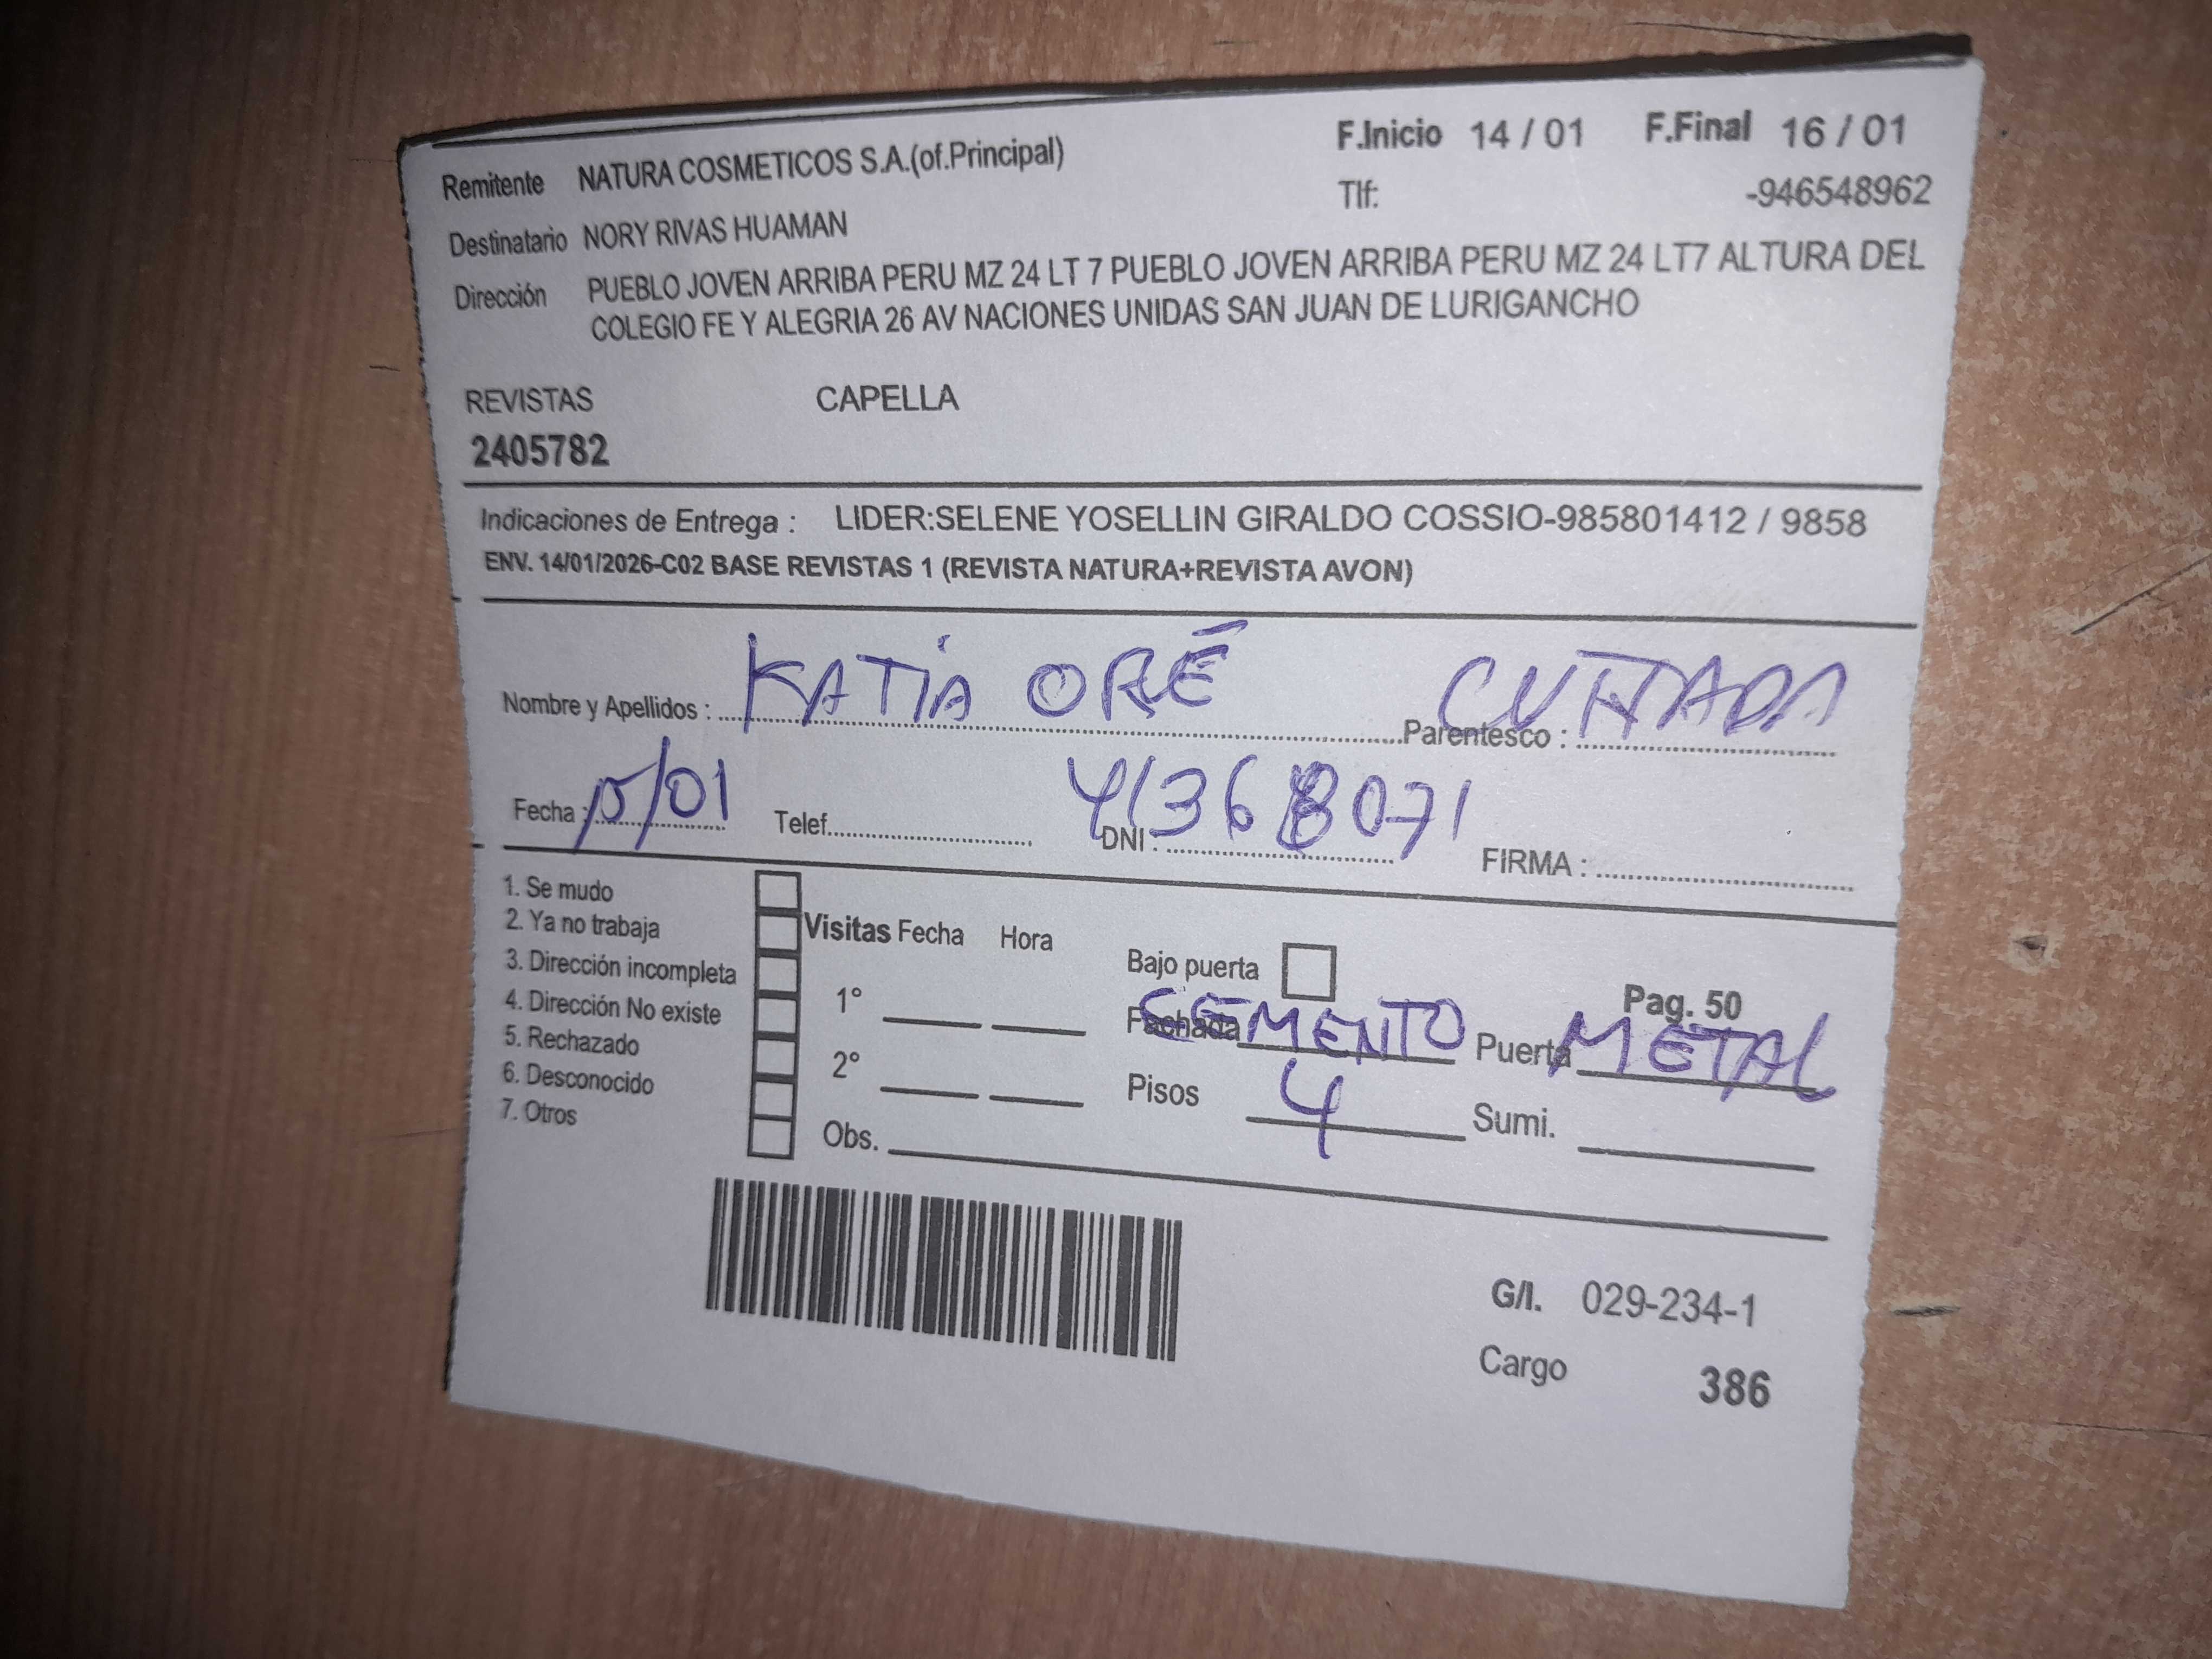 Remitente NATURA COSMETICOS S.A.(of.Principal) F.Inicio 14 / 01 F.Final 16 / 01
Tlf: -946548962
Destinatario NORY RIVAS HUAMAN
Dirección PUEBLO JOVEN ARRIBA PERU MZ 24 LT 7 PUEBLO JOVEN ARRIBA PERU MZ 24 LT7 ALTURA DEL
COLEGIO FE Y ALEGRIA 26 AV NACIONES UNIDAS SAN JUAN DE LURIGANCHO
REVISTAS CAPELLA
2405782
Indicaciones de Entrega : LIDER:SELENE YOSELLIN GIRALDO COSSIO-985801412 / 9858
ENV. 14/01/2026-C02 BASE REVISTAS 1 (REVISTA NATURA+REVISTA AVON)
Nombre y Apellidos : KATIA ORÉ Parentesco : CUÑADA
Fecha : 15/01 Telef. DNI : 41368071 FIRMA :
1. Se mudo
2. Ya no trabaja
3. Dirección incompleta
4. Dirección No existe
5. Rechazado
6. Desconocido
7. Otros
Visitas Fecha Hora
1°
2°
Obs.
Bajo puerta
Pag. 50
Fachada CEMENTO Puerta METAL
Pisos 4 Sumi.
G/I. 029-234-1
Cargo 386